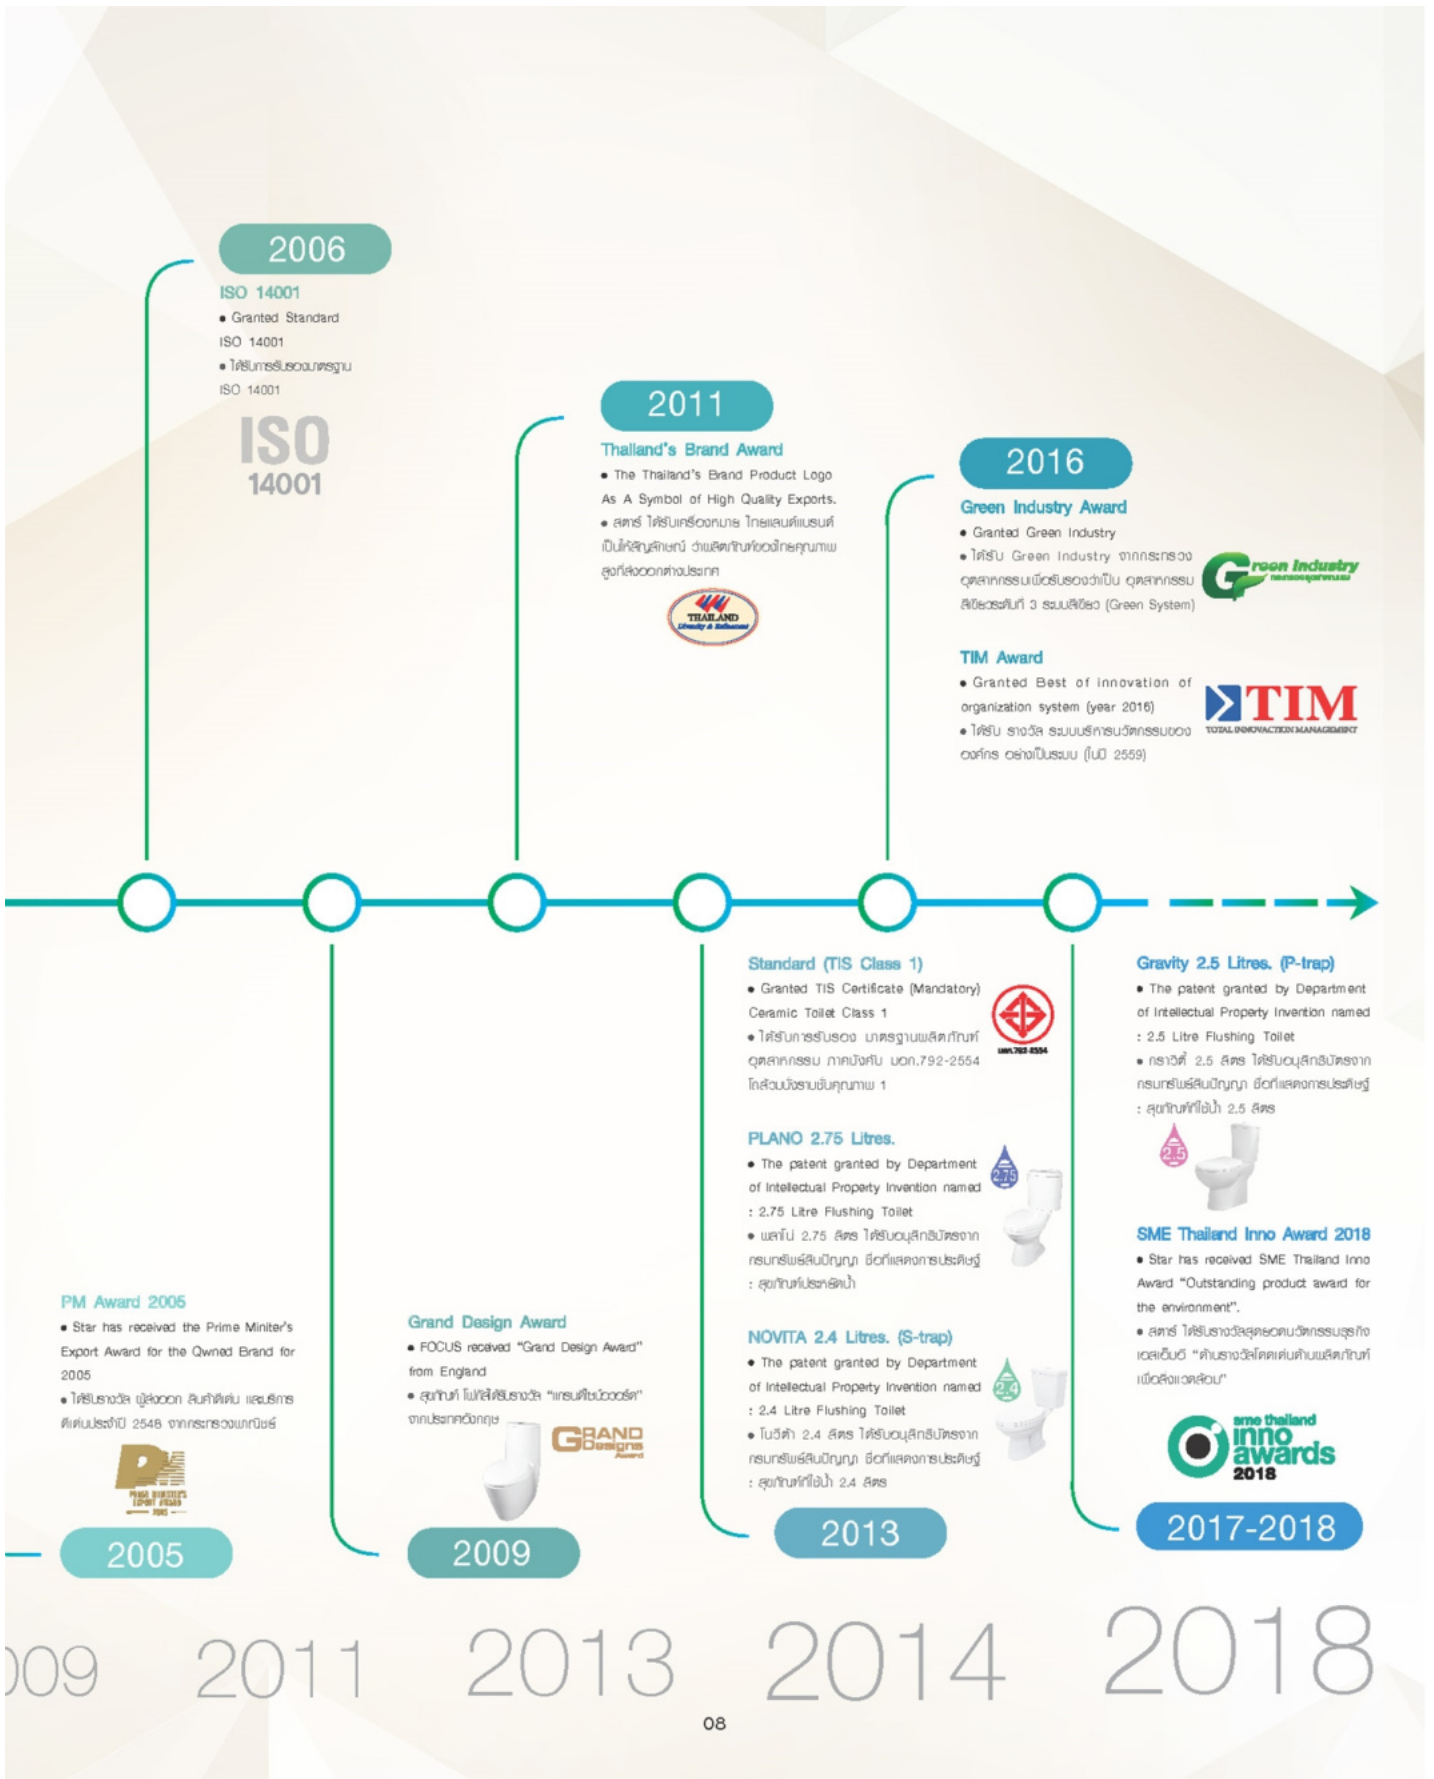 2006
ISO 14001
• Granted Standard
ISO 14001
• ได้รับการรับรองมาตรฐาน
ISO 14001
ISO
14001
2011
Thailand's Brand Award
• The Thailand's Brand Product Logo
As A Symbol of High Quality Exports.
• สตาร์ ได้รับเครื่องหมาย ไทยแลนด์แบรนด์
เป็นให้สัญลักษณ์ ว่าผลิตภัณฑ์ของไทยคุณภาพ
สูงที่ส่งออกต่างประเทศ
THAILAND
Diversity & Refinement
2016
Green Industry Award
• Granted Green Industry
• ได้รับ Green Industry จากกระทรวง
อุตสาหกรรมเพื่อรับรองว่าเป็น อุตสาหกรรม
สีเขียวระดับที่ 3 ระบบสีเขียว (Green System)
Green Industry
กระทรวงอุตสาหกรรม
TIM Award
• Granted Best of innovation of
organization system (year 2016)
• ได้รับ รางวัล ระบบบริหารนวัตกรรมของ
องค์กร อย่างเป็นระบบ (ในปี 2559)
TIM
TOTAL INNOVACTION MANAGEMENT
PM Award 2005
• Star has received the Prime Miniter's
Export Award for the Qwned Brand for
2005
• ได้รับรางวัล ผู้ส่งออก สินค้าดีเด่น และบริการ
ดีเด่นประจำปี 2548 จากกระทรวงพาณิชย์
PM
PRIME MINISTER'S
EXPORT AWARD
2005
2005
Grand Design Award
• FOCUS received "Grand Design Award"
from England
• สุขภัณฑ์ โฟกัสได้รับรางวัล "แกรนด์ดีไซน์อวอร์ด"
จากประเทศอังกฤษ
GRAND
Designs
Award
2009
Standard (TIS Class 1)
• Granted TIS Certificate (Mandatory)
Ceramic Toilet Class 1
• ได้รับการรับรอง มาตรฐานผลิตภัณฑ์
อุตสาหกรรม ภาคบังคับ มอก.792-2554
โถส้วมนั่งราบชั้นคุณภาพ 1
มอก.792-2554
PLANO 2.75 Litres.
• The patent granted by Department
of Intellectual Property Invention named
: 2.75 Litre Flushing Toilet
• พลาโน่ 2.75 ลิตร ได้รับอนุสิทธิบัตรจาก
กรมทรัพย์สินปัญญา ชื่อที่แสดงการประดิษฐ์
: สุขภัณฑ์ประหยัดน้ำ
2.75
NOVITA 2.4 Litres. (S-trap)
• The patent granted by Department
of Intellectual Property Invention named
: 2.4 Litre Flushing Toilet
• โนวิต้า 2.4 ลิตร ได้รับอนุสิทธิบัตรจาก
กรมทรัพย์สินปัญญา ชื่อที่แสดงการประดิษฐ์
: สุขภัณฑ์ที่ใช้น้ำ 2.4 ลิตร
2.4
2013
Gravity 2.5 Litres. (P-trap)
• The patent granted by Department
of Intellectual Property Invention named
: 2.5 Litre Flushing Toilet
• กราวิตี้ 2.5 ลิตร ได้รับอนุสิทธิบัตรจาก
กรมทรัพย์สินปัญญา ชื่อที่แสดงการประดิษฐ์
: สุขภัณฑ์ที่ใช้น้ำ 2.5 ลิตร
2.5
SME Thailand Inno Award 2018
• Star has received SME Thailand Inno
Award "Outstanding product award for
the environment".
• สตาร์ ได้รับรางวัลสุดยอดนวัตกรรมธุรกิจ
เอสเอ็มอี "ด้านรางวัลโดดเด่นด้านผลิตภัณฑ์
เพื่อสิ่งแวดล้อม"
sme thailand
inno
awards
2018
2017-2018
009 2011 2013 2014 2018
08